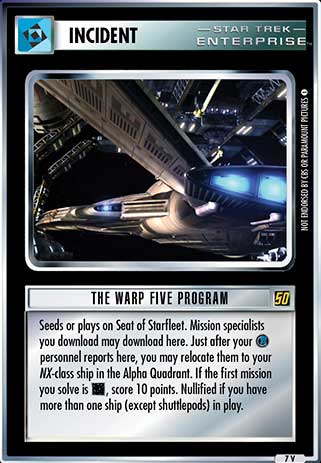 INCIDENT
STAR TREK
ENTERPRISE™
NOT ENDORSED BY CBS OR PARAMOUNT PICTURES
THE WARP FIVE PROGRAM
50
Seeds or plays on Seat of Starfleet. Mission specialists
you download may download here. Just after your
personnel reports here, you may relocate them to your
NX-class ship in the Alpha Quadrant. If the first mission
you solve is , score 10 points. Nullified if you have
more than one ship (except shuttlepods) in play.
7 V